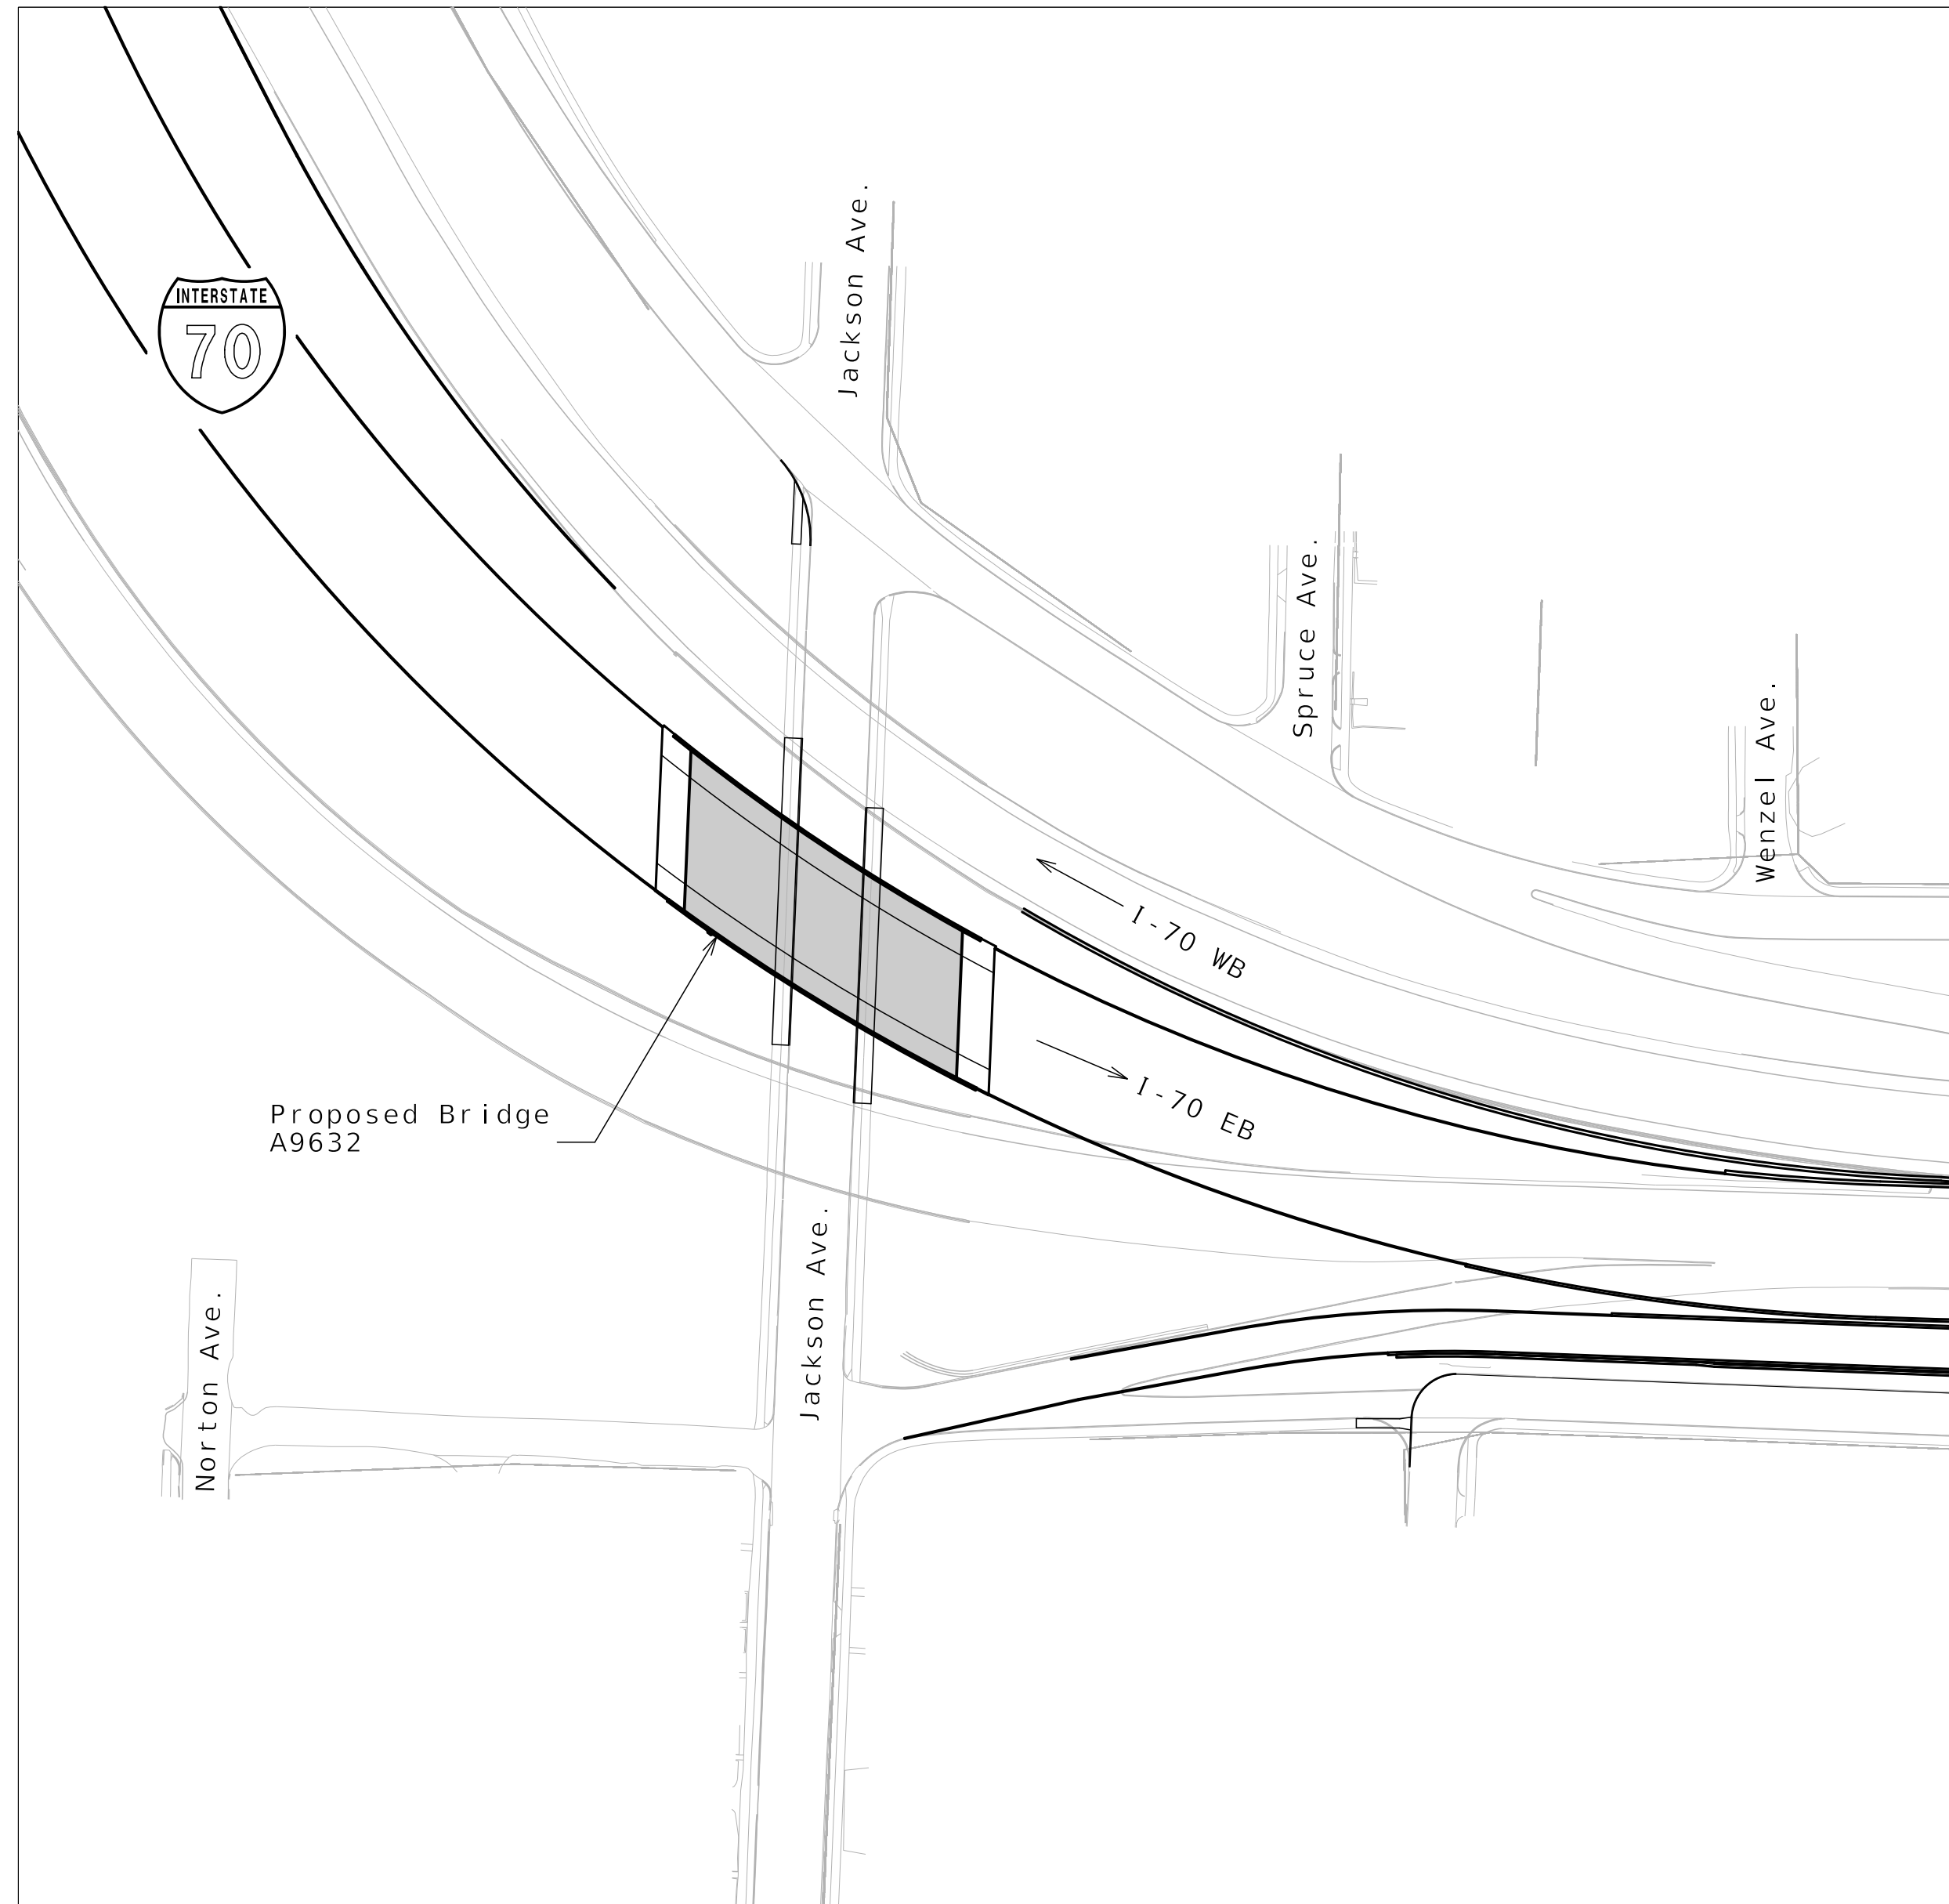 Jackson Ave.
INTERSTATE
70
Spruce Ave.
Wenzel Ave.
I-70 WB
I-70 EB
Proposed Bridge
A9632
Jackson Ave.
Norton Ave.